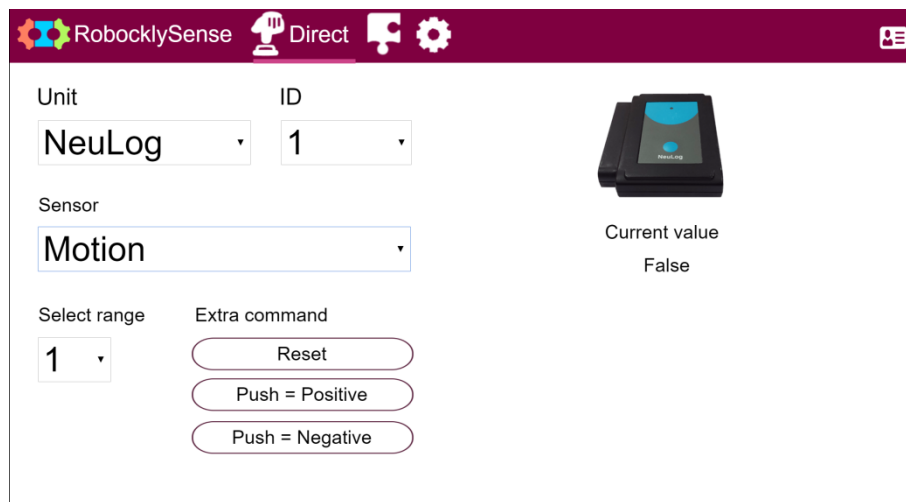 RobocklySense Direct
Unit ID
NeuLog 1
Sensor
Motion
Select range Extra command
1 Reset
Push = Positive
Push = Negative
NeuLog
Current value
False